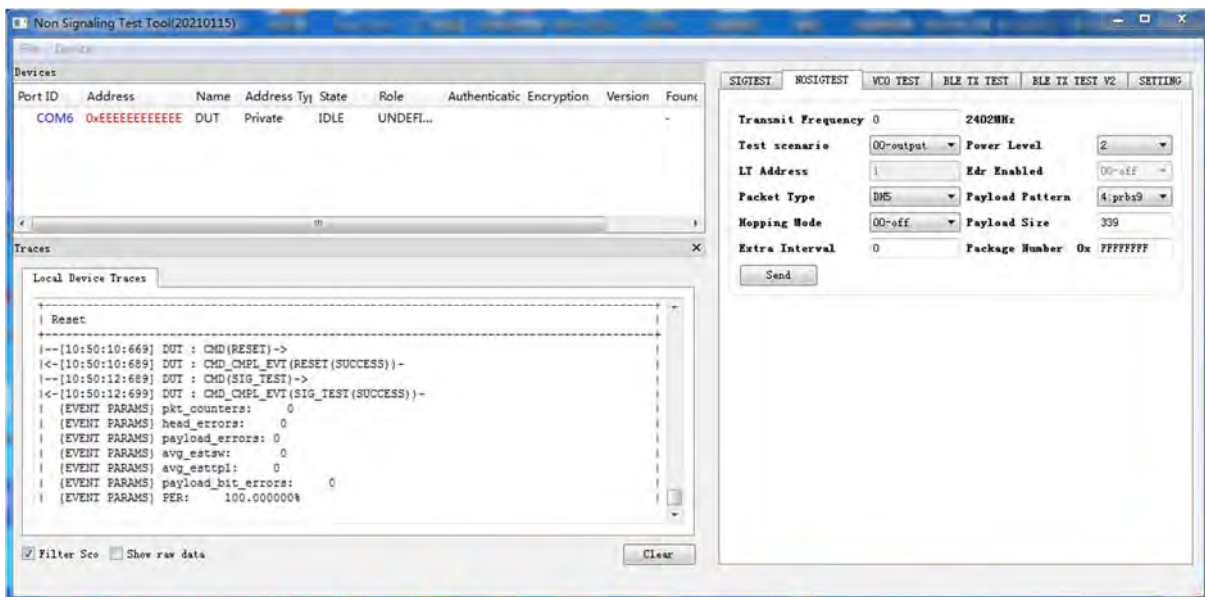 Non Signaling Test Tool(20210115)
File Device
Devices
Port ID Address Name Address Tyj State Role Authenticatic Encryption Version Found
COM6 0xEEEEEEEEEEEE DUT Private IDLE UNDEFI... -
Traces
Local Device Traces
Reset
|--[10:50:10:669] DUT : CMD(RESET)->
|<-[10:50:10:689] DUT : CMD_CMPL_EVT(RESET(SUCCESS))-
|--[10:50:12:689] DUT : CMD(SIG_TEST)->
|<-[10:50:12:699] DUT : CMD_CMPL_EVT(SIG_TEST(SUCCESS))-
| {EVENT PARAMS} pkt_counters: 0
| {EVENT PARAMS} head_errors: 0
| {EVENT PARAMS} payload_errors: 0
| {EVENT PARAMS} avg_estsw: 0
| {EVENT PARAMS} avg_esttpl: 0
| {EVENT PARAMS} payload_bit_errors: 0
| {EVENT PARAMS} PER: 100.000000%
Filter Sco Show raw data Clear
SIGTEST NOSIGTEST VCO TEST BLE TX TEST BLE TX TEST V2 SETTING
Transmit Frequency 0 2402MHz
Test scenario 00-output Power Level 2
LT Address 1 Edr Enabled 00-off
Packet Type DH5 Payload Pattern 4:prbs9
Hopping Mode 00-off Payload Size 339
Extra Interval 0 Package Number 0x FFFFFFFF
Send